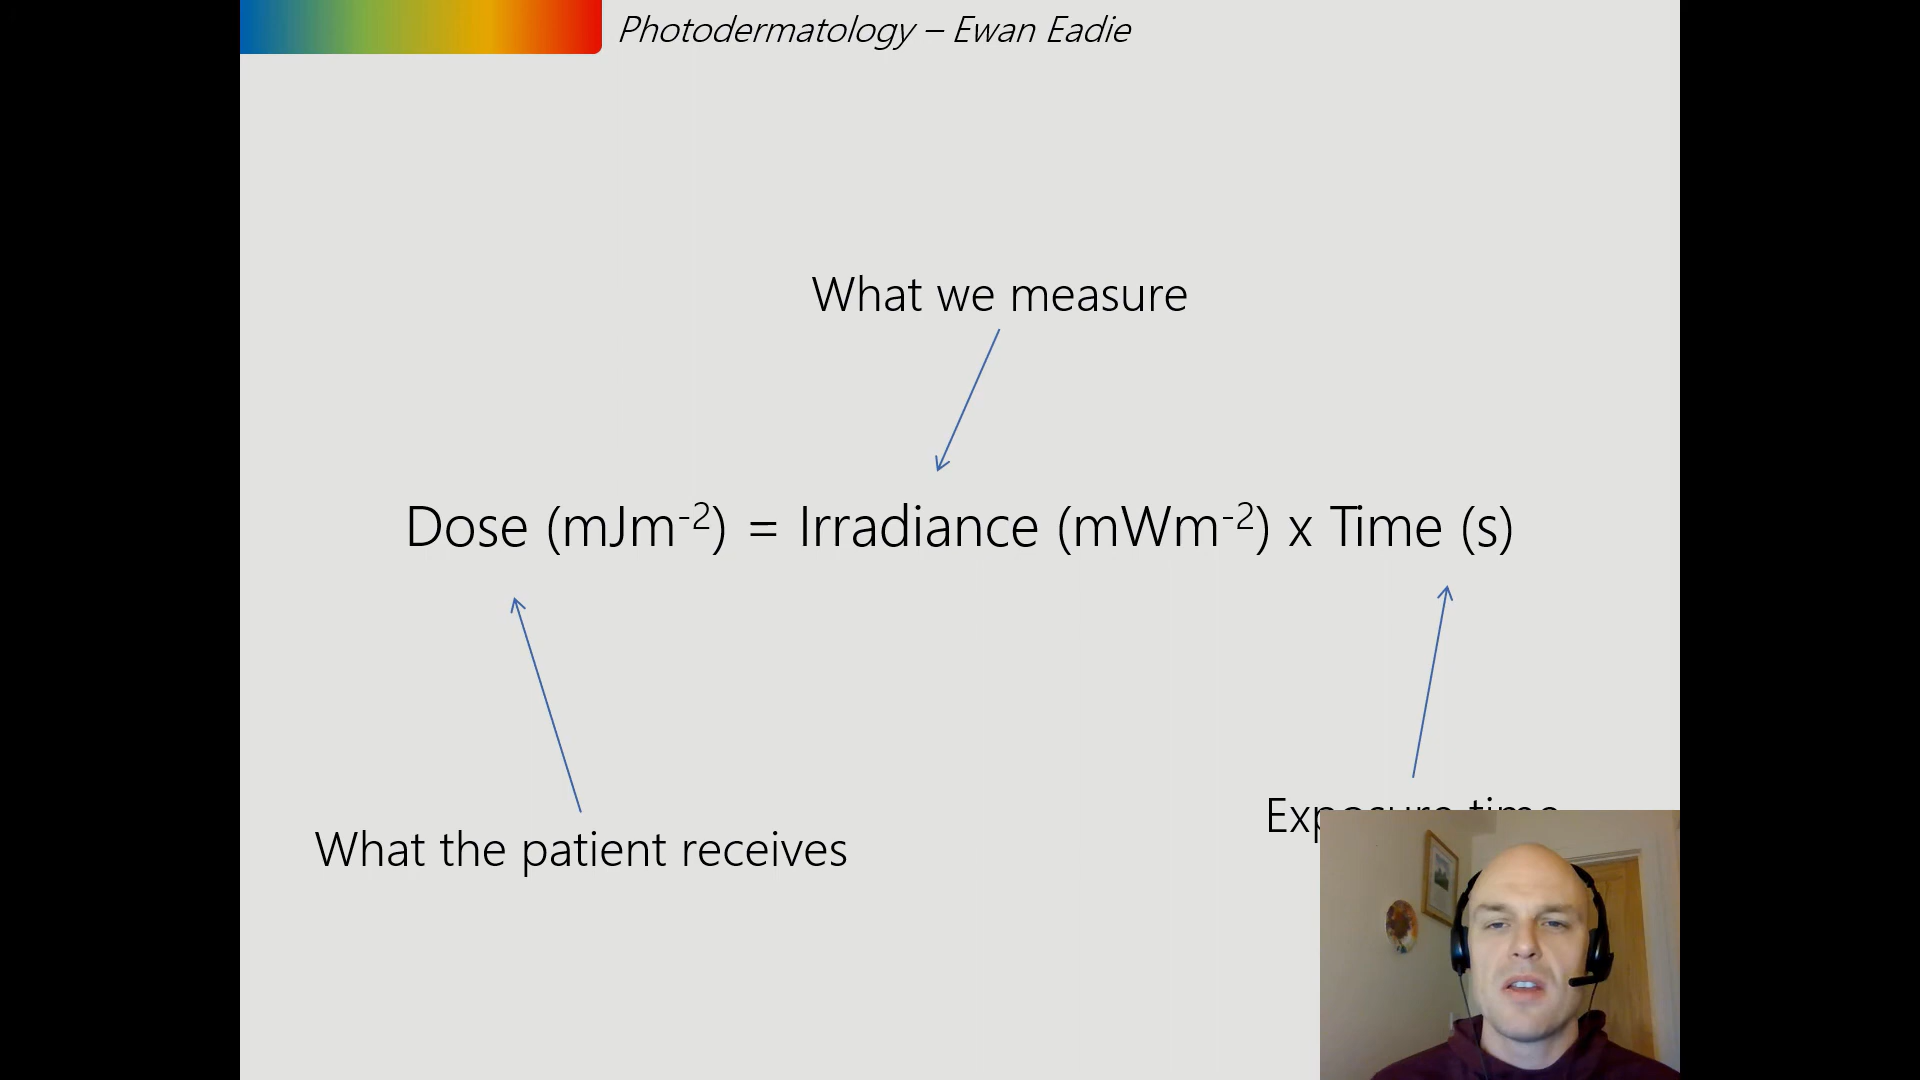 Photodermatology – Ewan Eadie
What we measure
Dose (mJm⁻²) = Irradiance (mWm⁻²) x Time (s)
Exposure time
What the patient receives